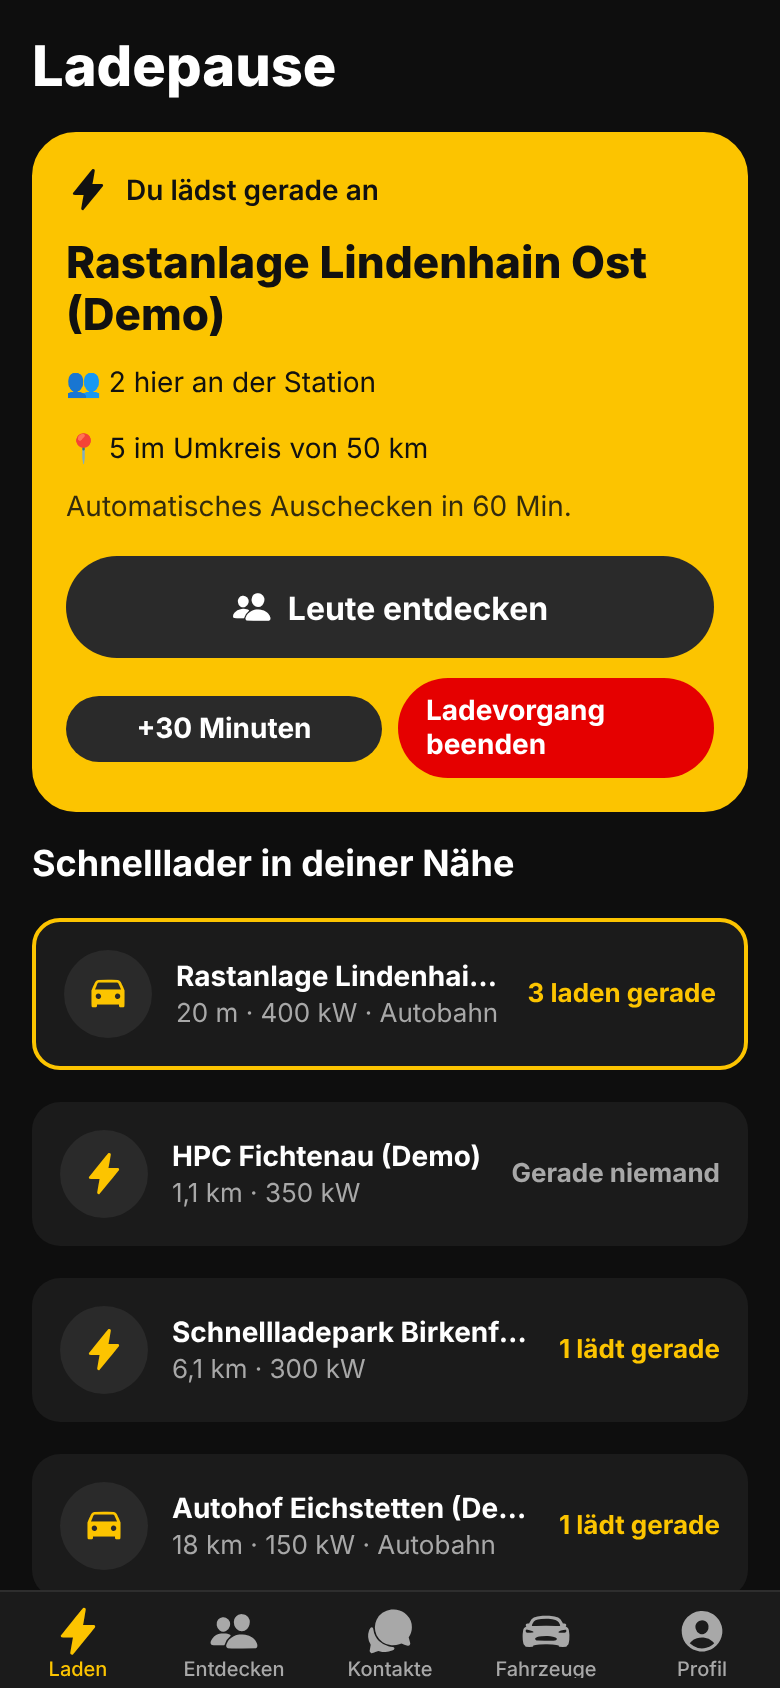 Ladepause
Du lädst gerade an
Rastanlage Lindenhain Ost
(Demo)
👥 2 hier an der Station
📍 5 im Umkreis von 50 km
Automatisches Auschecken in 60 Min.
Leute entdecken
+30 Minuten
Ladevorgang
beenden
Schnelllader in deiner Nähe
Rastanlage Lindenhai...
3 laden gerade
20 m · 400 kW · Autobahn
HPC Fichtenau (Demo)
Gerade niemand
1,1 km · 350 kW
Schnellladepark Birkenf...
1 lädt gerade
6,1 km · 300 kW
Autohof Eichstetten (De...
1 lädt gerade
18 km · 150 kW · Autobahn
Laden
Entdecken
Kontakte
Fahrzeuge
Profil